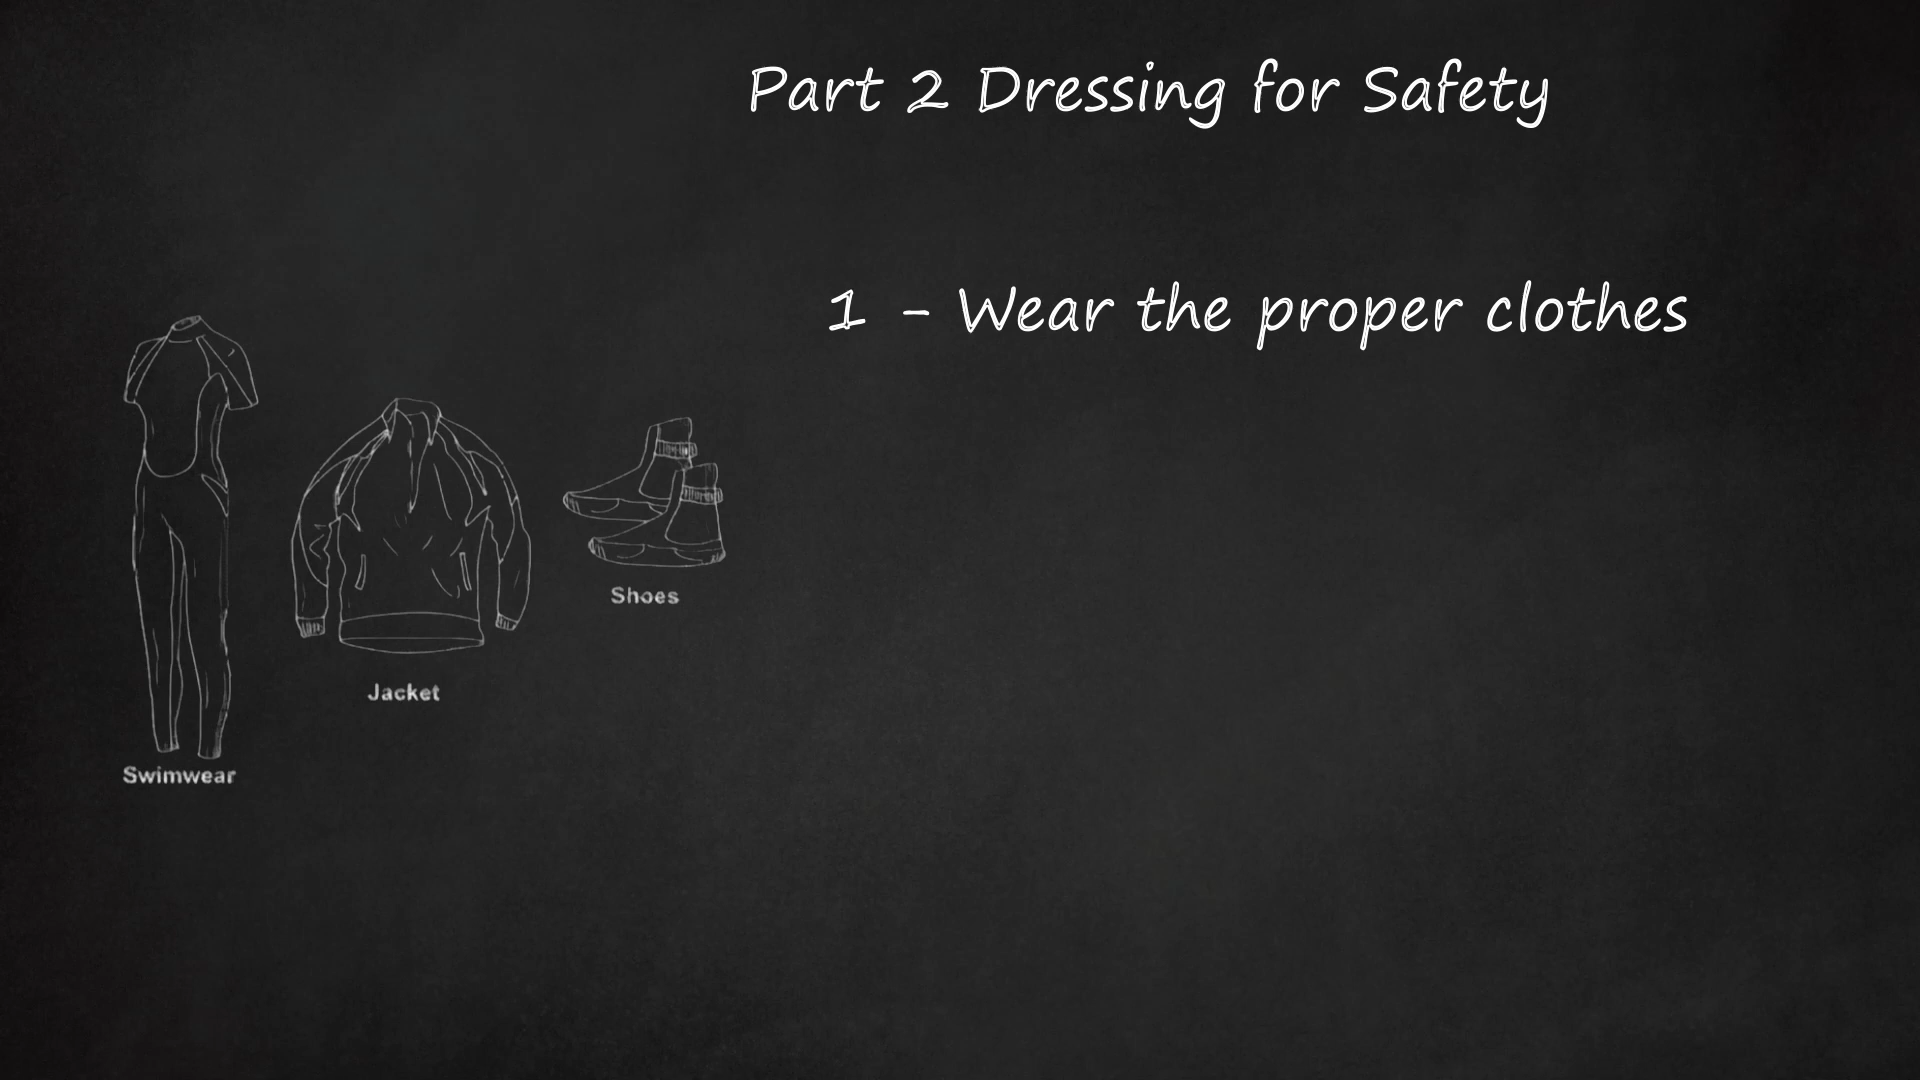 Part 2 Dressing for Safety
1 - Wear the proper clothes
Shoes
Jacket
Swimwear